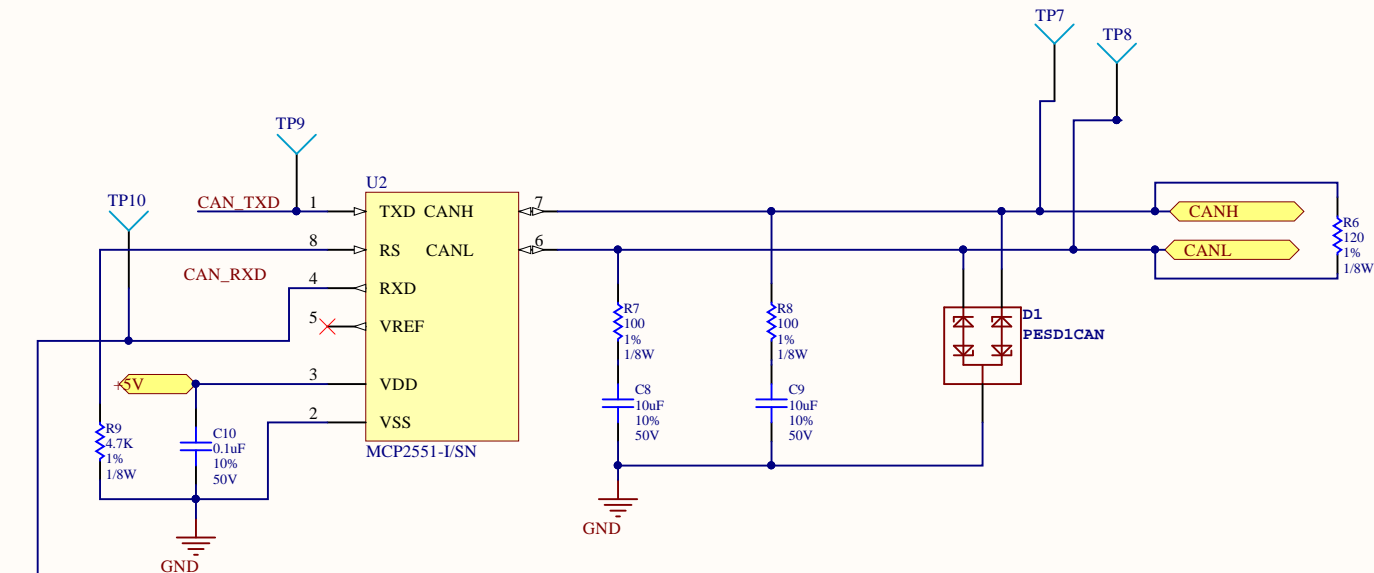 TP7
TP8
TP9
TP10
U2
CAN_TXD
1
TXD
CANH
7
8
RS
CANL
6
CAN_RXD
4
RXD
5
VREF
+5V
3
VDD
2
VSS
MCP2551-I/SN
R9
4.7K
1%
1/8W
C10
0.1uF
10%
50V
GND
R7
100
1%
1/8W
C8
10uF
10%
50V
R8
100
1%
1/8W
C9
10uF
10%
50V
GND
D1
PESD1CAN
CANH
CANL
R6
120
1%
1/8W